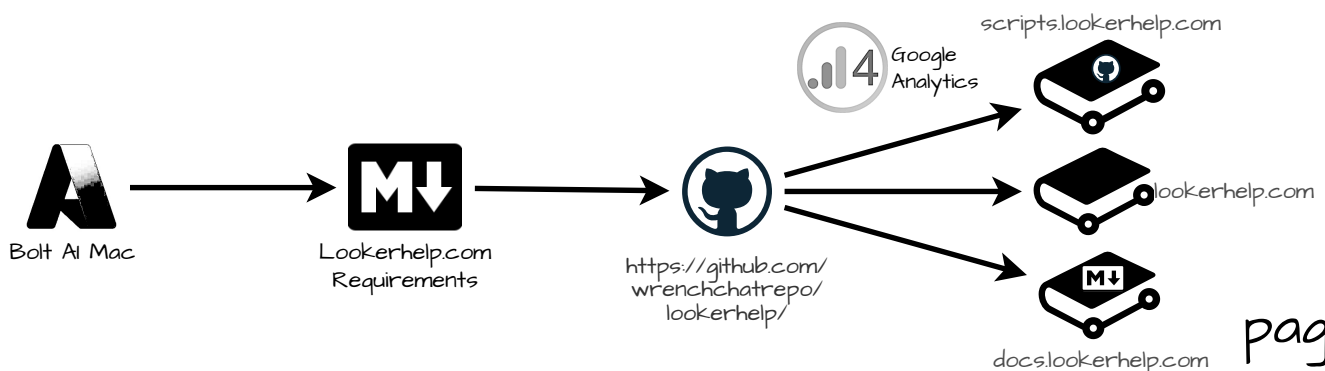 scripts.lookerhelp.com
4
Google
Analytics
M
lookerhelp.com
Bolt AI Mac
Lookerhelp.com
Requirements
https://github.com/
wrenchchatrepo/
lookerhelp/
M
docs.lookerhelp.com
pag